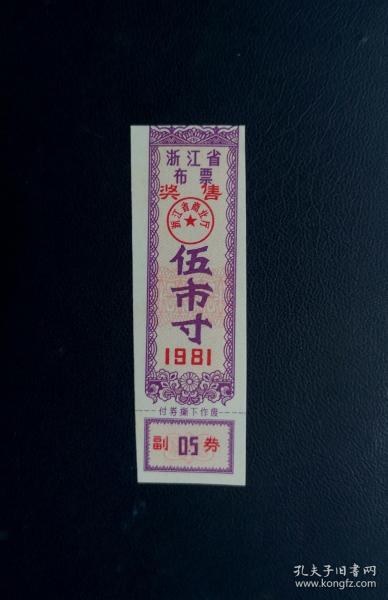 浙江省
布票
奖售
浙江省商业厅
伍市寸
1981
付券撕下作废
副 05 券
孔夫子旧书网
www.kongfz.com